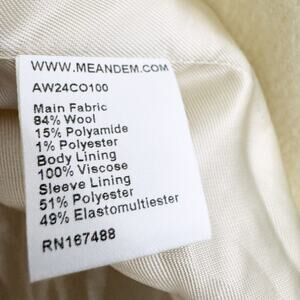 WWW.MEANDEM.COM
AW24CO100
Main Fabric
84% Wool
15% Polyamide
1% Polyester
Body Lining
100% Viscose
Sleeve Lining
51% Polyester
49% Elastomultiester
RN167488